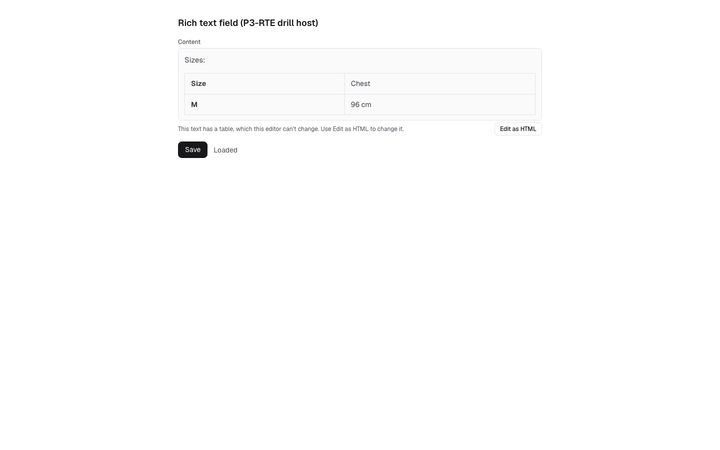 Rich text field (P3-RTE drill host)
Content
Sizes:
Size Chest
M 96 cm
This text has a table, which this editor can't change. Use Edit as HTML to change it.
Edit as HTML
Save Loaded